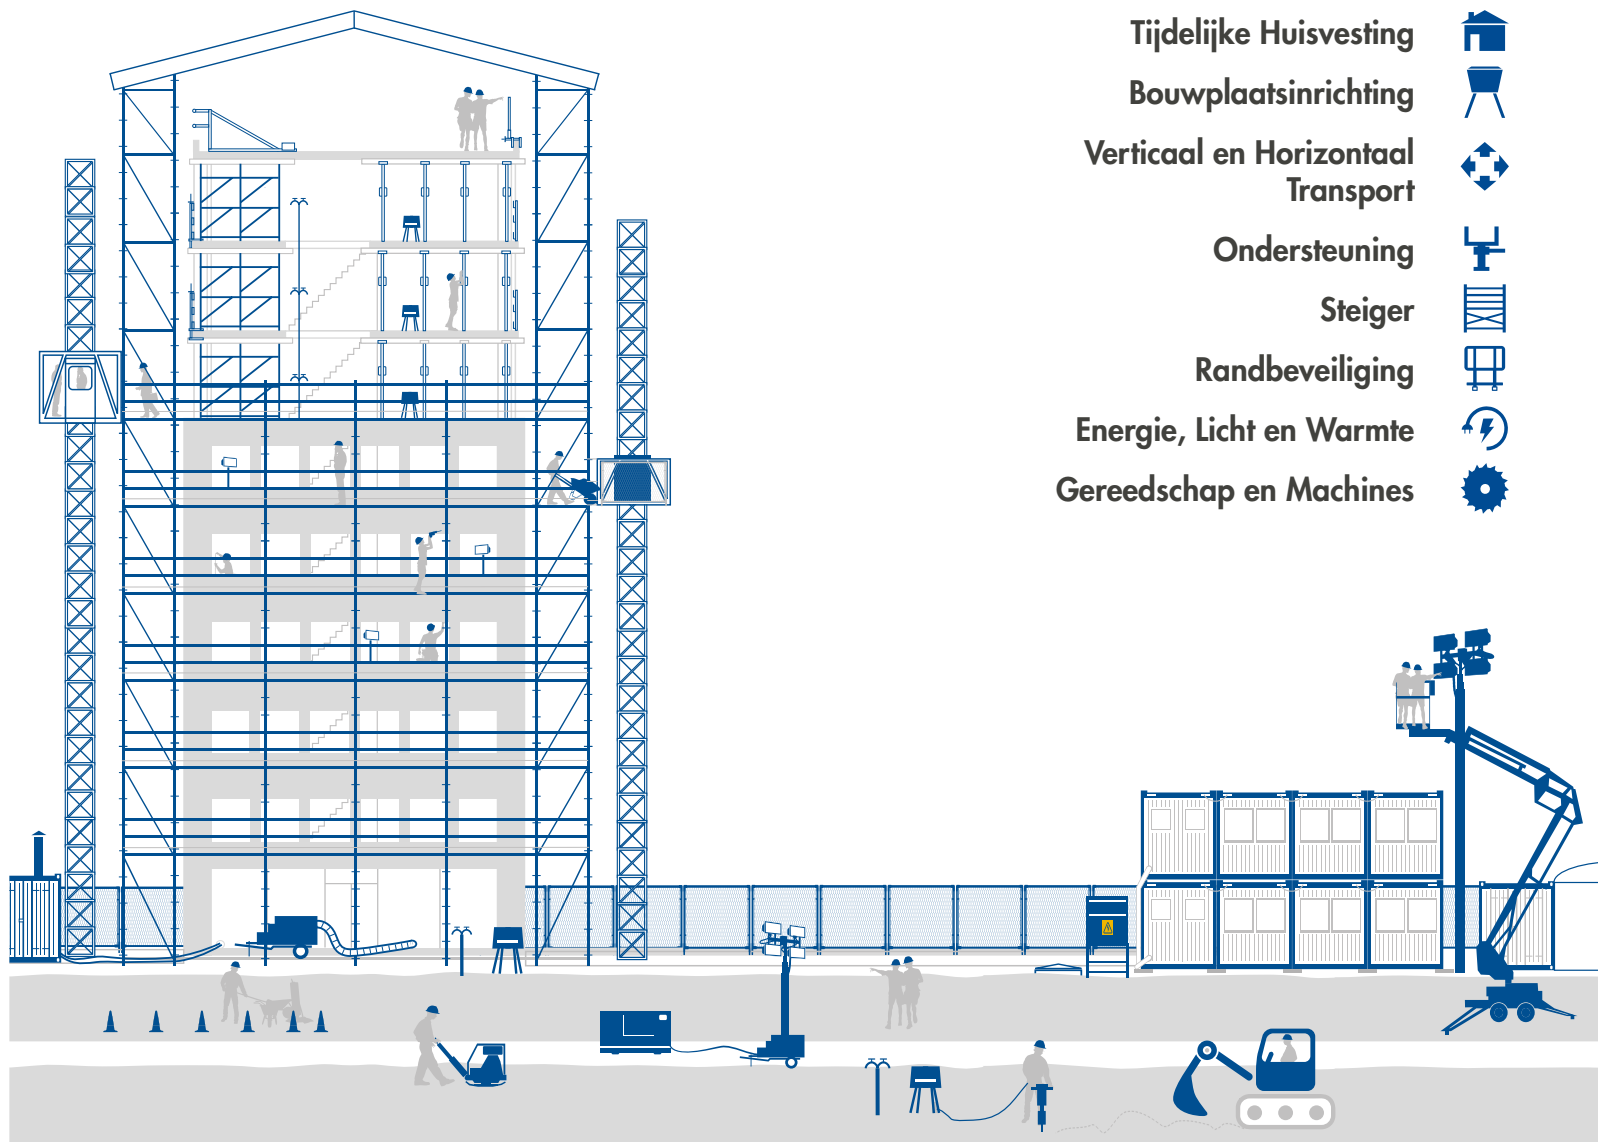 Tijdelijke Huisvesting
Bouwplaatsinrichting
Verticaal en Horizontaal
Transport
Ondersteuning
Steiger
Randbeveiliging
Energie, Licht en Warmte
Gereedschap en Machines